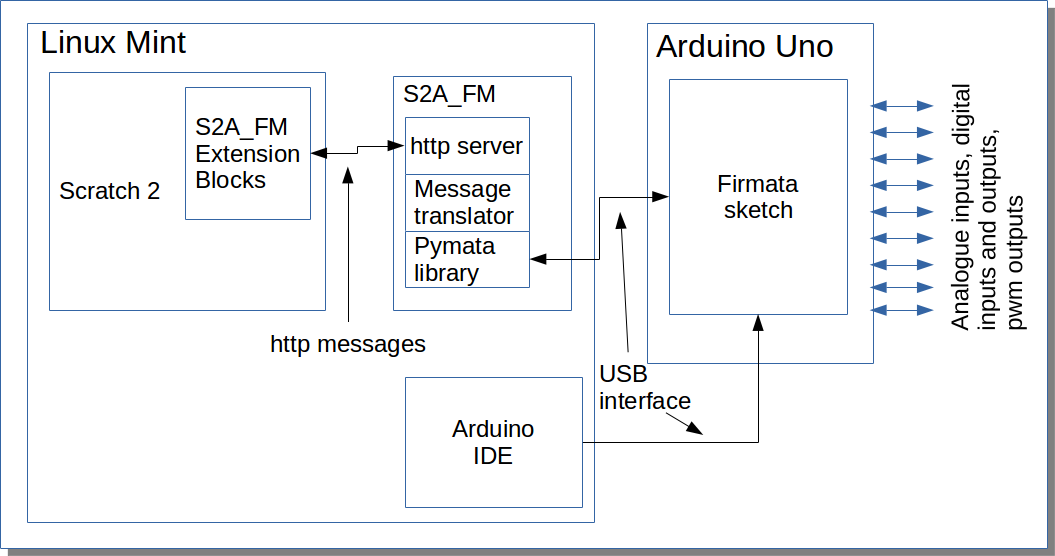 Linux Mint
Scratch 2
S2A_FM
Extension
Blocks
S2A_FM
http server
Message
translator
Pymata
library
http messages
Arduino
IDE
USB
interface
Arduino Uno
Firmata
sketch
Analogue inputs, digital
inputs and outputs,
pwm outputs